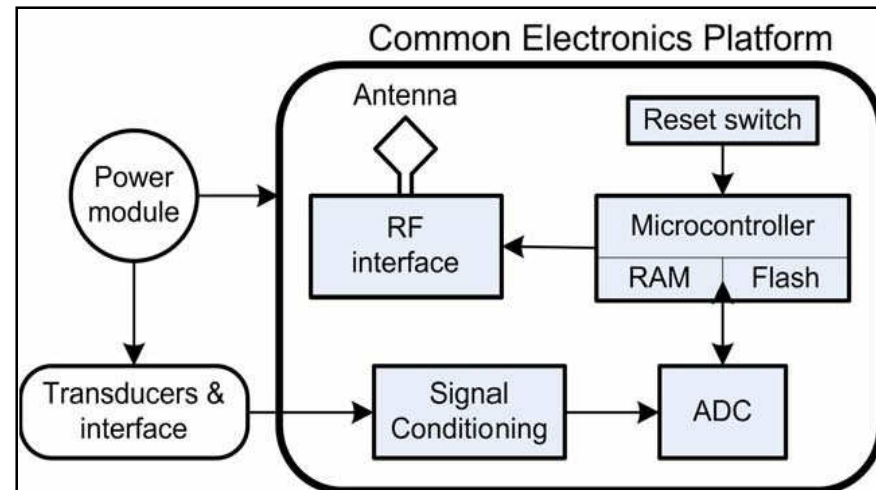 Common Electronics Platform
Antenna
Reset switch
Power
module
RF
interface
Microcontroller
RAM
Flash
Transducers &
interface
Signal
Conditioning
ADC